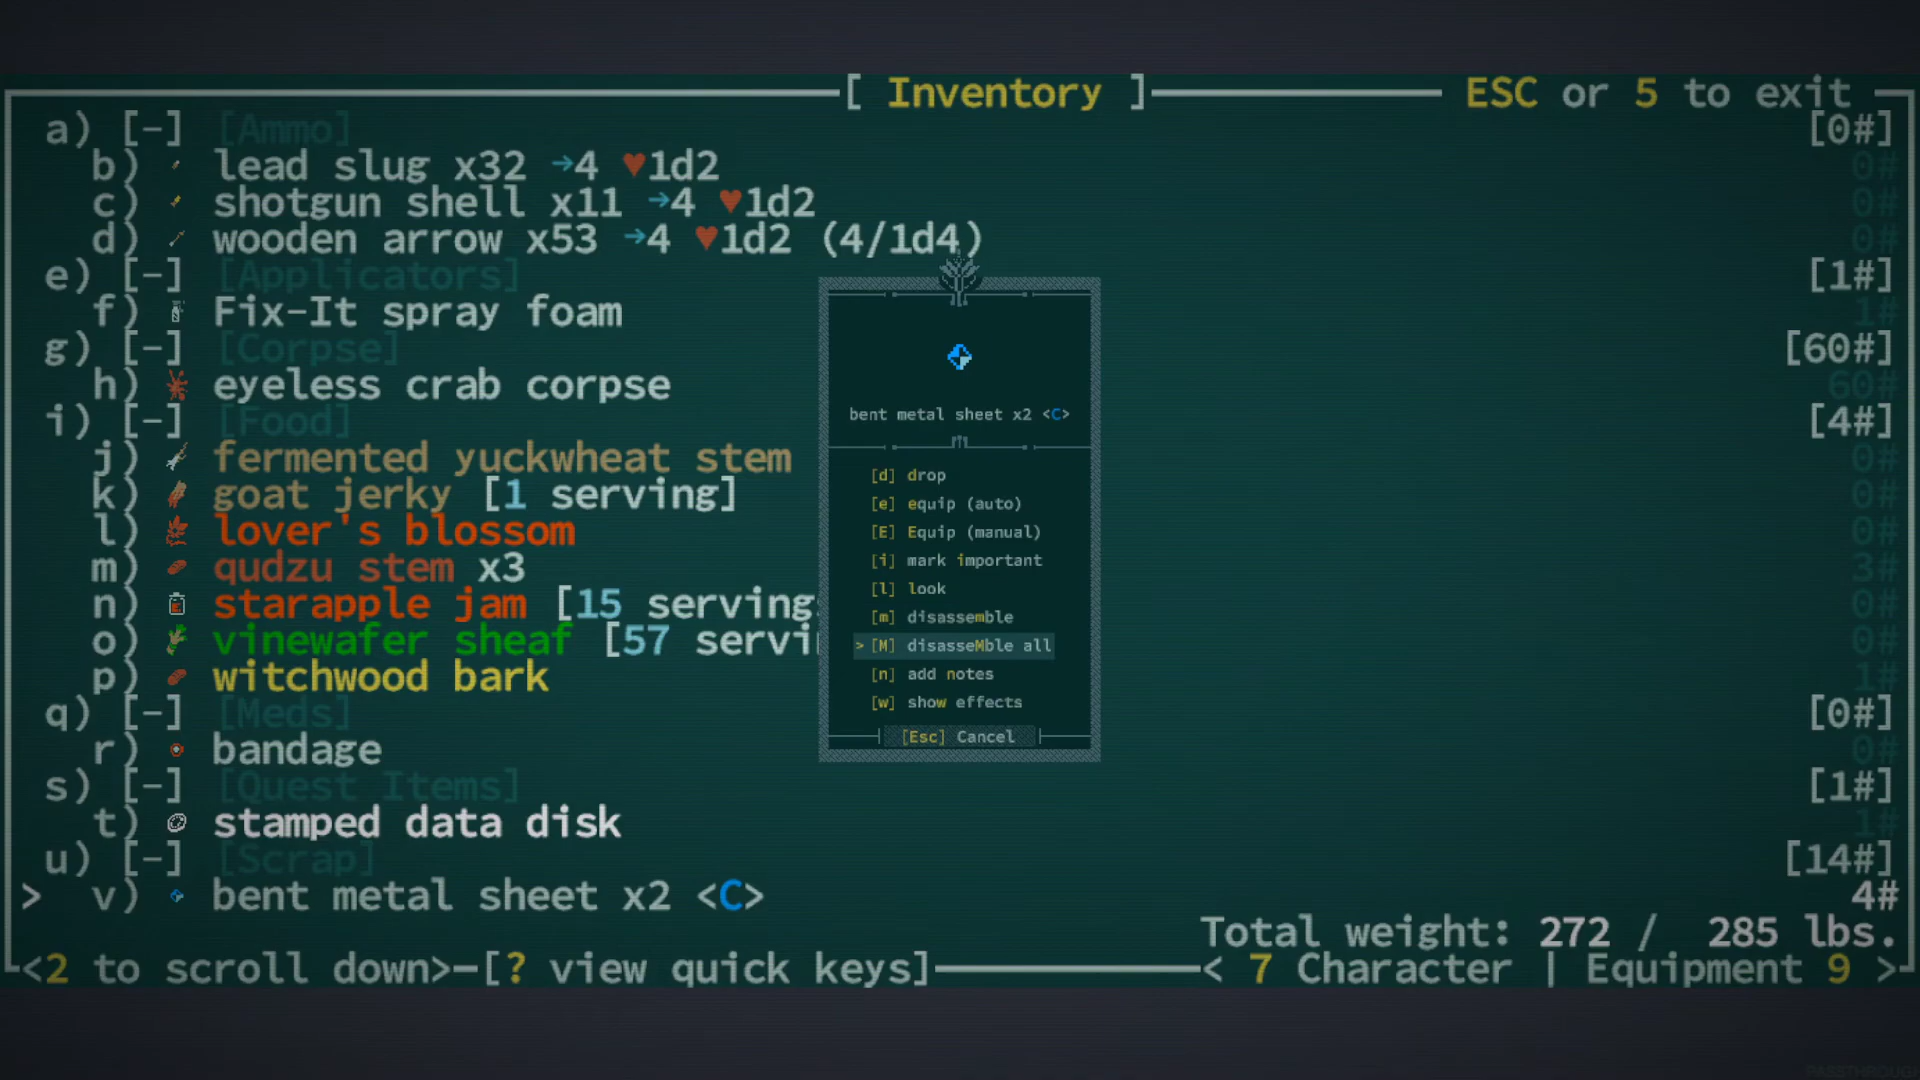 [ Inventory ] ESC or 5 to exit
a) [-] [Ammo] [0#]
b) lead slug x32 →4 ♥1d2 0#
c) shotgun shell x11 →4 ♥1d2 0#
d) wooden arrow x53 →4 ♥1d2 (4/1d4) 0#
e) [-] [Applicators] [1#]
f) Fix-It spray foam 1#
g) [-] [Corpse] [60#]
h) eyeless crab corpse 60#
i) [-] [Food] [4#]
j) fermented yuckwheat stem 0#
k) goat jerky [1 serving] 0#
l) lover's blossom 0#
m) qudzu stem x3 3#
n) starapple jam [15 servings 0#
o) vinewafer sheaf [57 servi 0#
p) witchwood bark 1#
q) [-] [Meds] [0#]
r) bandage 0#
s) [-] [Quest Items] [1#]
t) stamped data disk 1#
u) [-] [Scrap] [14#]
> v) bent metal sheet x2 <C> 4#
Total weight: 272 / 285 lbs.
<2 to scroll down> [? view quick keys] < 7 Character | Equipment 9 >
bent metal sheet x2 <C>
[d] drop
[e] equip (auto)
[E] Equip (manual)
[i] mark important
[l] look
[m] disassemble
> [M] disasseMble all
[n] add notes
[w] show effects
[Esc] Cancel
PASSTHROUGH